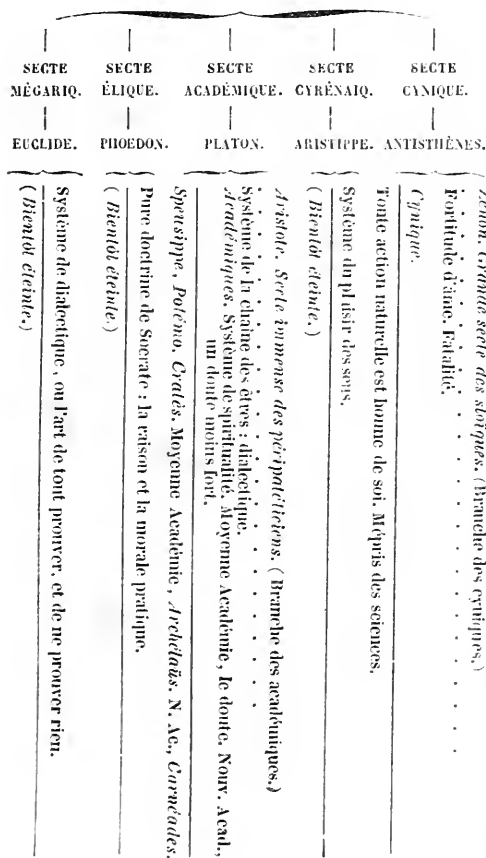 SECTE SECTE SECTE SECTE SECTE
MÉGARIQ. ÉLIQUE. ACADÉMIQUE. CYRÉNAIQ. CYNIQUE.
EUCLIDE. PHOEDON. PLATON. ARISTIPPE. ANTISTHÈNES.
Zénon. Grande secte des stoïques. (Branche des cyniques.)
Fortitude d'âme. Fatalité.
Cynique.
Toute action naturelle est bonne de soi. Mépris des sciences.
Système du plaisir des sens.
(Bientôt éteinte.)
Aristote. Secte immense des péripatéticiens. (Branche des académiques.)
Système de la chaîne des êtres : dialectique.
Académiques. Système de spiritualité. Moyenne Académie, le doute. Nouv. Acad.,
un doute moins fort.
Speusippe, Polémo, Cratès. Moyenne Académie, Archélaüs. N. Ac., Carnéades.
Pure doctrine de Socrate : la raison et la morale pratique.
(Bientôt éteinte.)
Système de dialectique, ou l'art de tout prouver, et de ne prouver rien.
(Bientôt éteinte.)